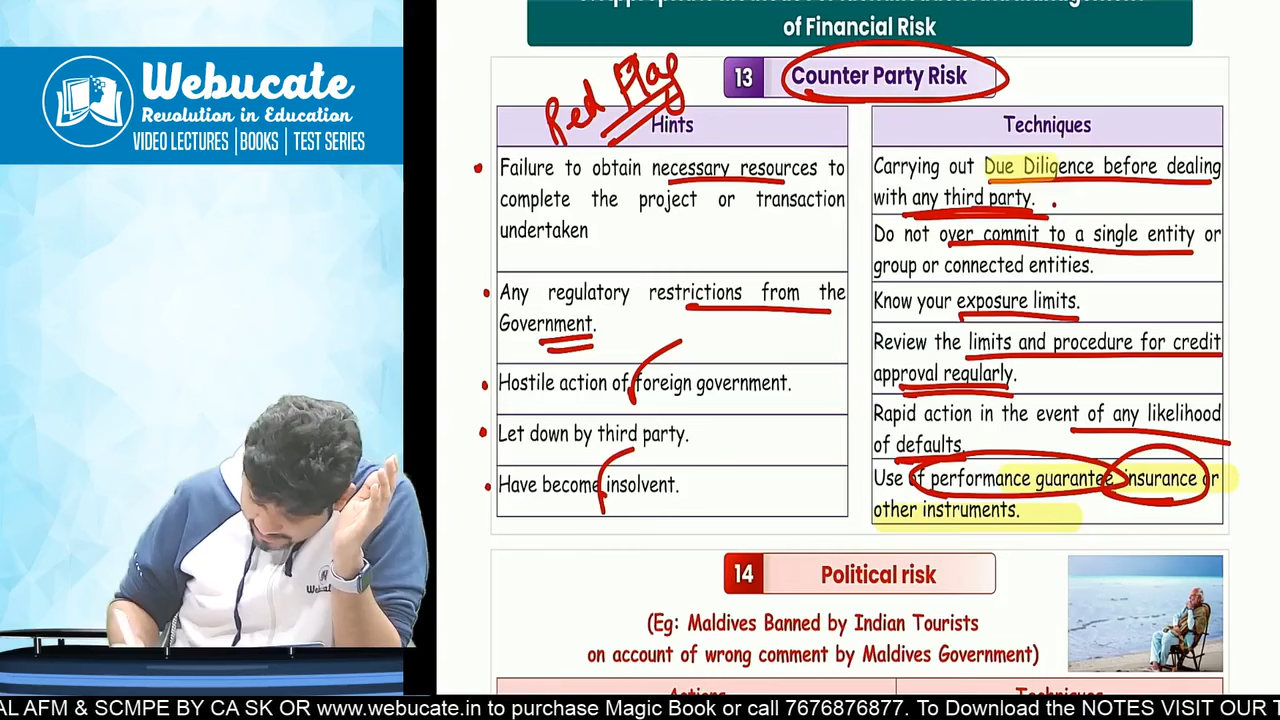 Webucate
Revolution in Education
VIDEO LECTURES | BOOKS | TEST SERIES
of Financial Risk
13 Counter Party Risk
Red Flag
Hints
Failure to obtain necessary resources to
complete the project or transaction
undertaken
Any regulatory restrictions from the
Government.
Hostile action of foreign government.
Let down by third party.
Have become insolvent.
Techniques
Carrying out Due Diligence before dealing
with any third party.
Do not over commit to a single entity or
group or connected entities.
Know your exposure limits.
Review the limits and procedure for credit
approval regularly.
Rapid action in the event of any likelihood
of defaults.
Use of performance guarantee, insurance or
other instruments.
14 Political risk
(Eg: Maldives Banned by Indian Tourists
on account of wrong comment by Maldives Government)
Actions
Techniques
AL AFM & SCMPE BY CA SK OR www.webucate.in to purchase Magic Book or call 7676876877. To Download the NOTES VISIT OUR T